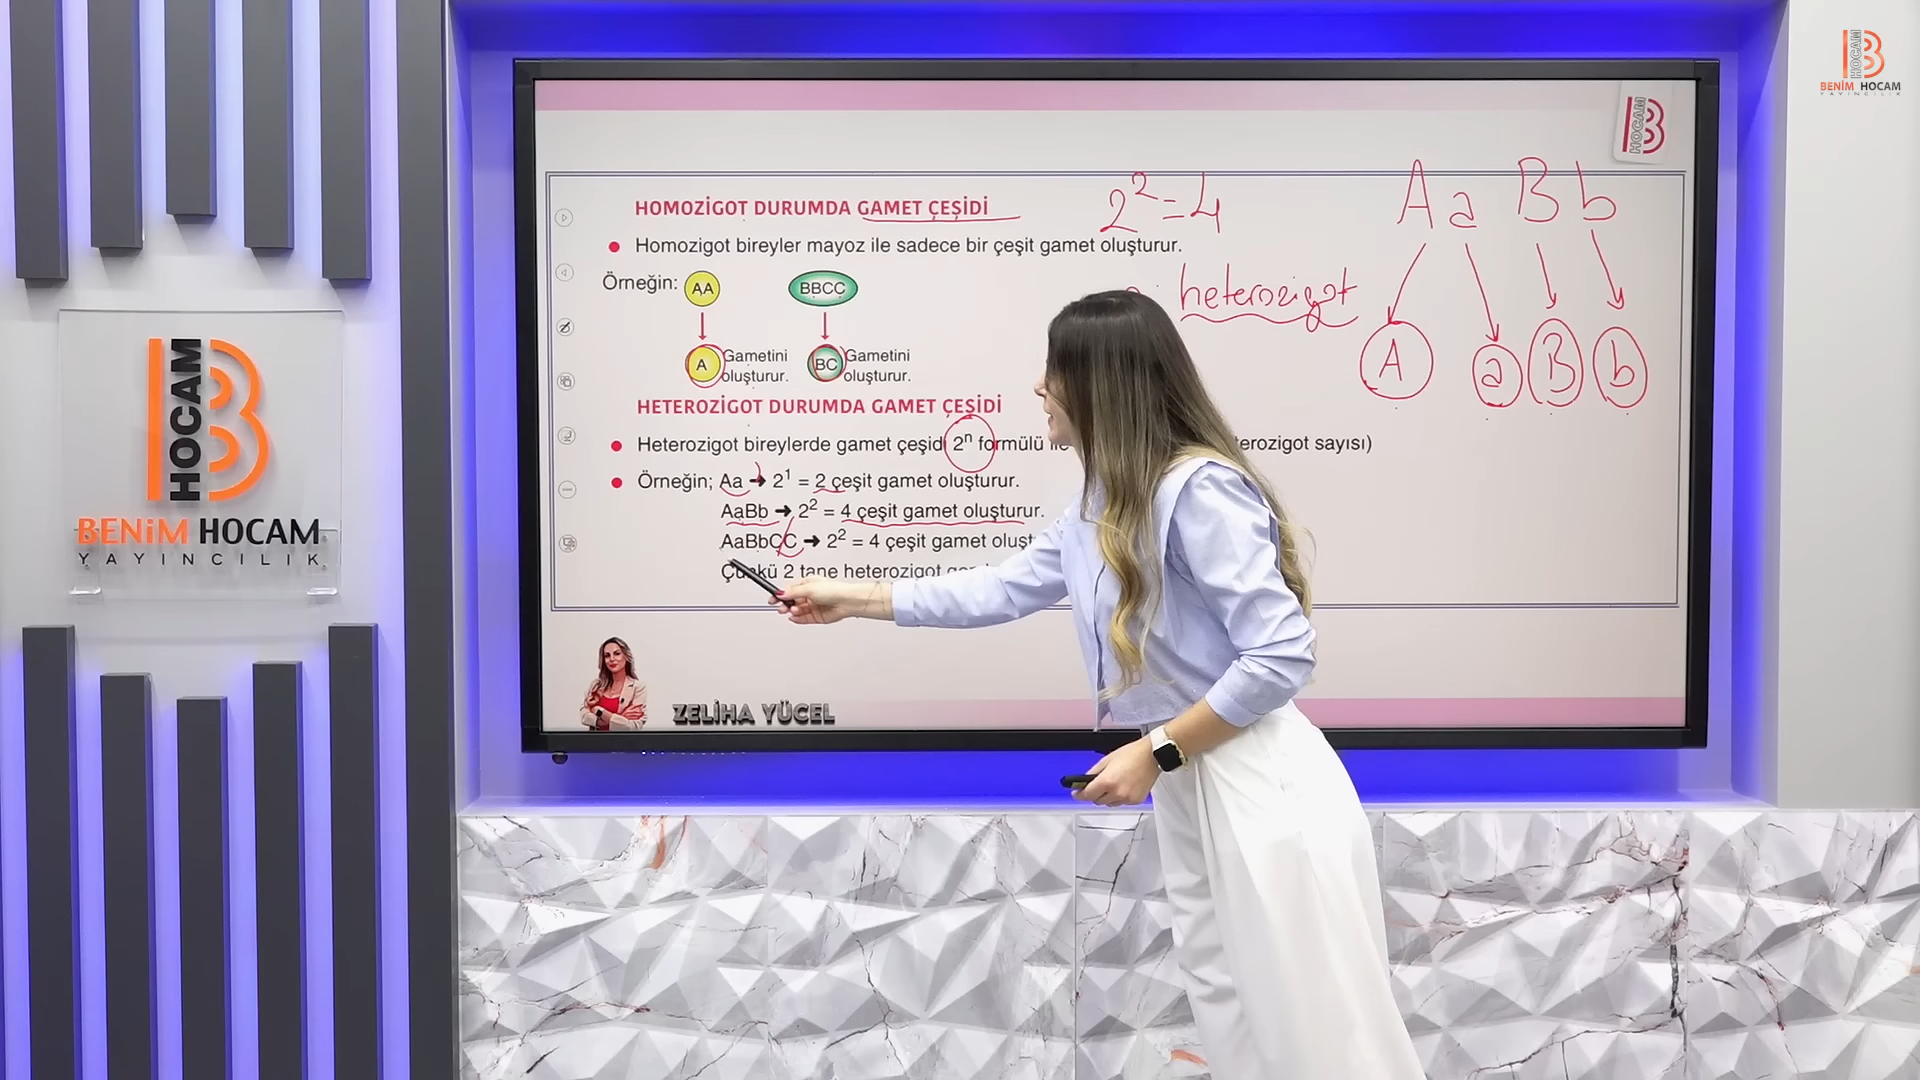 BENİM HOCAM
YAYINCILIK
HOCAM
HOMOZİGOT DURUMDA GAMET ÇEŞİDİ
Homozigot bireyler mayoz ile sadece bir çeşit gamet oluşturur.
Örneğin: AA BBCC
A Gametini oluşturur. BC Gametini oluşturur.
HETEROZİGOT DURUMDA GAMET ÇEŞİDİ
Heterozigot bireylerde gamet çeşidi 2ⁿ formülü sayısı)
Örneğin; Aa → 2¹ = 2 çeşit gamet oluşturur.
AaBb → 2² = 4 çeşit gamet oluşturur.
AaBbCC → 2² = 4 çeşit gamet
Çünkü 2 tane heterozigot
2² = 4
heterozigot
A a B b
A a B b
ZELİHA YÜCEL
HOCAM
BENİM HOCAM
YAYINCILIK